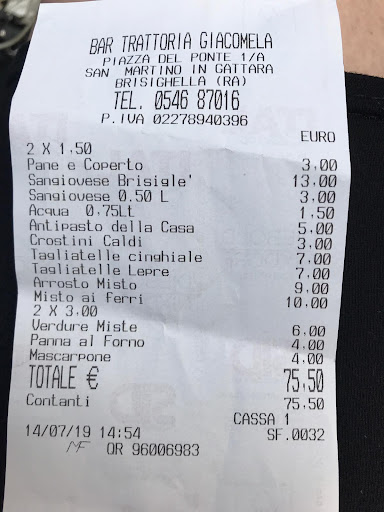 BAR TRATTORIA GIACOMELA
PIAZZA DEL PONTE 1/A
SAN MARTINO IN GATTARA
BRISIGHELLA (RA)
TEL. 0546 87016
P.IVA 02278940396
EURO
2 X 1,50
Pane e Coperto 3,00
Sangiovese Brisigle' 13,00
Sangiovese 0.50 L 3,00
Acqua 0,75Lt 1,50
Antipasto della Casa 5,00
Crostini Caldi 3,00
Tagliatelle cinghiale 7,00
Tagliatelle Lepre 7,00
Arrosto Misto 9,00
Misto ai ferri 10,00
2 X 3,00
Verdure Miste 6,00
Panna al Forno 4,00
Mascarpone 4,00
TOTALE € 75,50
Contanti 75,50
CASSA 1
14/07/19 14:54 SF.0032
MF OR 96006983